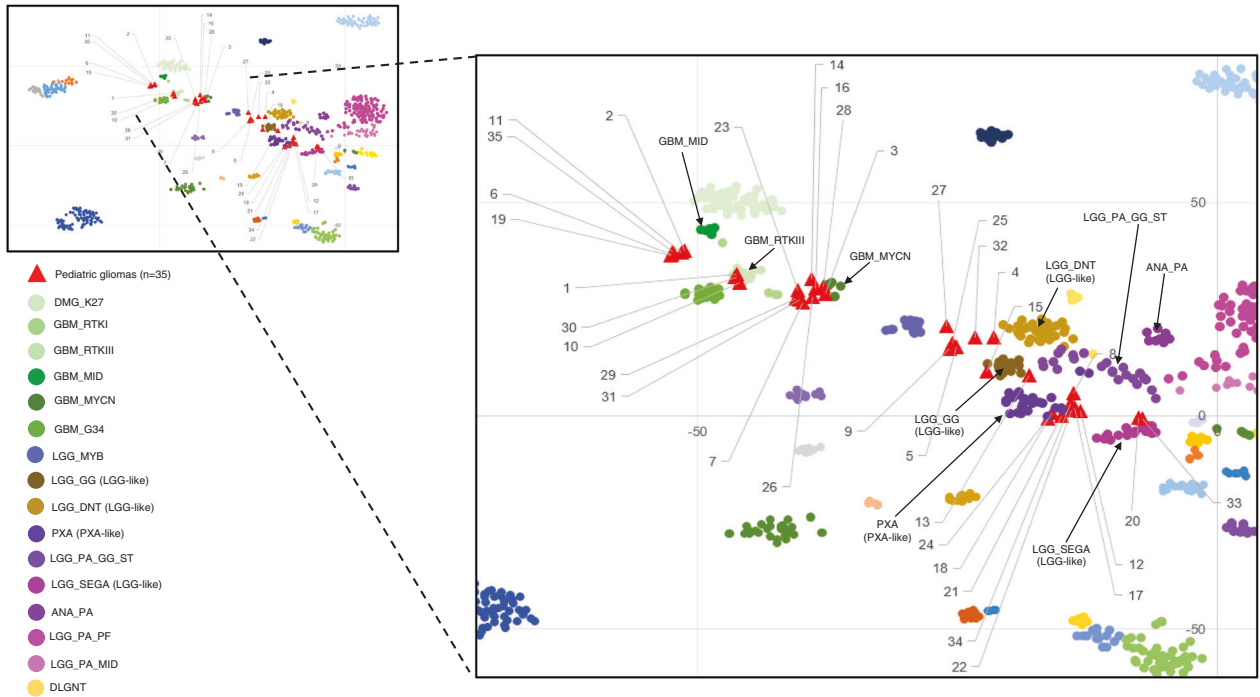 14
16
28
2
23
3
11
35
6
19
27
25
32
4
15
8
1
30
10
29
31
9
7
26
5
13
24
18
21
34
22
12
17
20
33
50
0
-50
-50
0
GBM_MID
GBM_RTKIII
GBM_MYCN
LGG_PA_GG_ST
LGG_DNT
(LGG-like)
ANA_PA
LGG_GG
(LGG-like)
PXA
(PXA-like)
LGG_SEGA
(LGG-like)
Pediatric gliomas (n=35)
DMG_K27
GBM_RTKI
GBM_RTKIII
GBM_MID
GBM_MYCN
GBM_G34
LGG_MYB
LGG_GG (LGG-like)
LGG_DNT (LGG-like)
PXA (PXA-like)
LGG_PA_GG_ST
LGG_SEGA (LGG-like)
ANA_PA
LGG_PA_PF
LGG_PA_MID
DLGNT